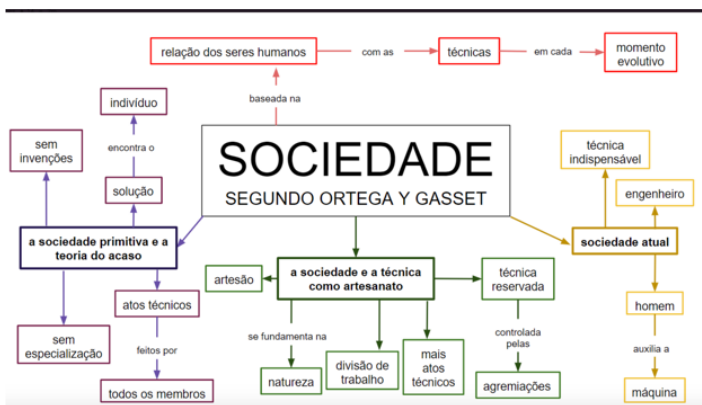 relação dos seres humanos
com as
técnicas
em cada
momento
evolutivo
baseada na
indivíduo
sem
invenções
encontra o
solução
SOCIEDADE
SEGUNDO ORTEGA Y GASSET
técnica
indispensável
engenheiro
a sociedade primitiva e a
teoria do acaso
sociedade atual
artesão
a sociedade e a técnica
como artesanato
técnica
reservada
atos técnicos
homem
sem
especialização
feitos por
todos os membros
se fundamenta na
natureza
divisão de
trabalho
mais
atos
técnicos
controlada
pelas
agremiações
auxilia a
máquina